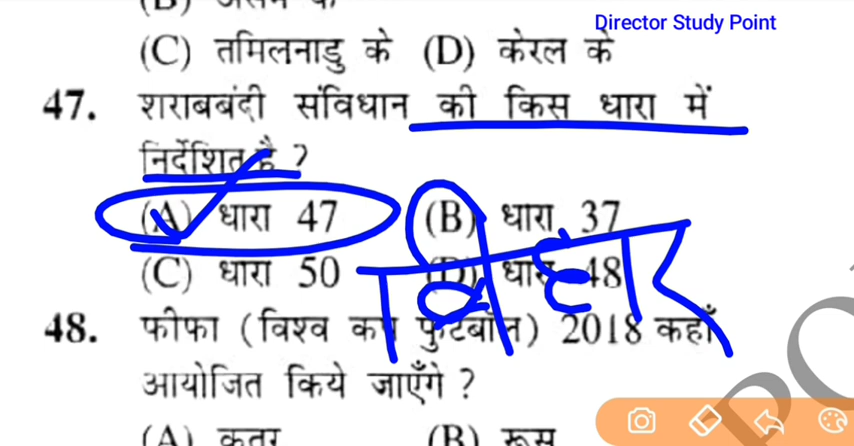 Director Study Point
(C) तमिलनाडु के (D) केरल के
47. शराबबंदी संविधान की किस धारा में
निर्देशित है ?
(A) धारा 47 (B) धारा 37
(C) धारा 50 (D) धारा 48
बिहार
48. फीफा (विश्व कप फुटबॉल) 2018 कहाँ
आयोजित किये जाएँगे ?
(A) कतर (B) रूस